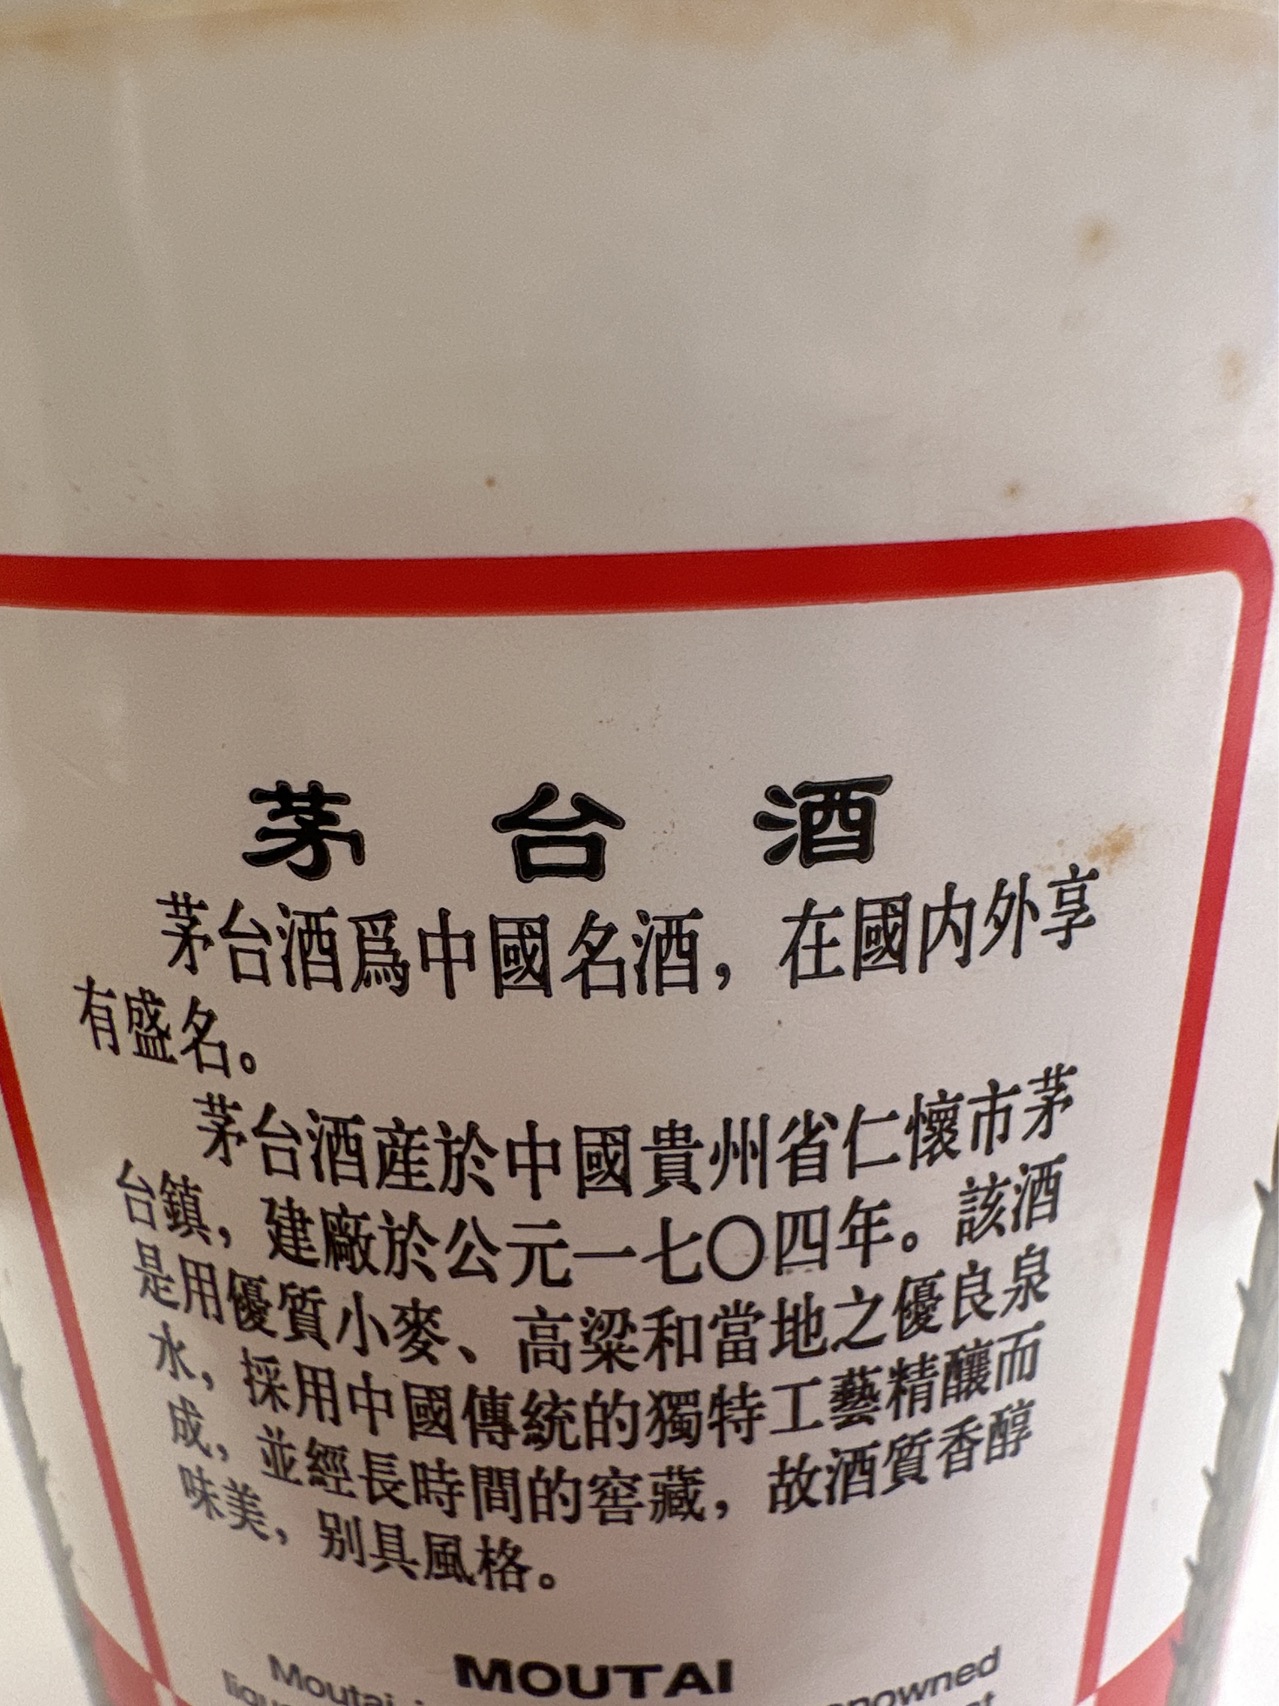 茅台酒
茅台酒爲中國名酒，在國内外享
有盛名。
茅台酒産於中國貴州省仁懷市茅
台鎮，建廠於公元一七〇四年。該酒
是用優質小麥、高粱和當地之優良泉
水，採用中國傳統的獨特工藝精釀而
成，並經長時間的窖藏，故酒質香醇
味美，别具風格。
MOUTAI
Moutai